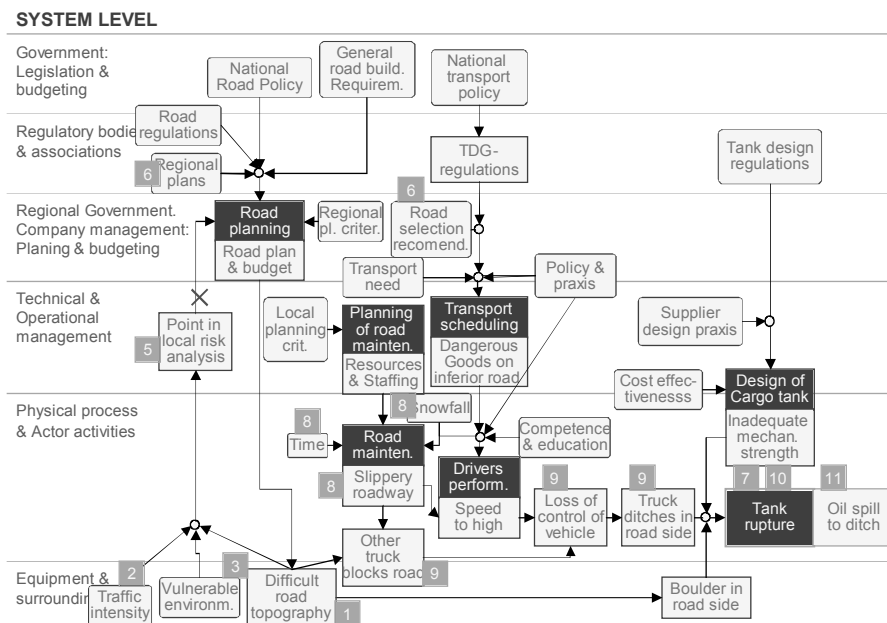 SYSTEM LEVEL
Government:
Legislation &
budgeting
National
Road Policy
General
road build.
Requirem.
National
transport
policy
Regulatory bodie
& associations
Road
regulations
6
Regional
plans
TDG-
regulations
Tank design
regulations
Regional Government.
Company management:
Planing & budgeting
Road
planning
Road plan
& budget
Regional
pl. criter.
6
Road
selection
recomend.
Transport
need
Policy &
praxis
Technical &
Operational
management
5
Point in
local risk
analysis
Local
planning
crit.
Planning
of road
mainten.
Resources
& Staffing
Transport
scheduling
Dangerous
Goods on
inferior road
Supplier
design praxis
Cost effec-
tivenesss
Design of
Cargo tank
Inadequate
mechan.
strength
Physical process
& Actor activities
8
Time
8
Snowfall
Road
mainten.
8
Slippery
roadway
Competence
& education
Drivers
perform.
Speed
to high
9
Loss of
control of
vehicle
9
Truck
ditches in
road side
7
10
Tank
rupture
11
Oil spill
to ditch
Other
truck
blocks road
9
Equipment &
surroundin
2
Traffic
intensity
3
Vulnerable
environm.
Difficult
road
topography
1
Boulder in
road side